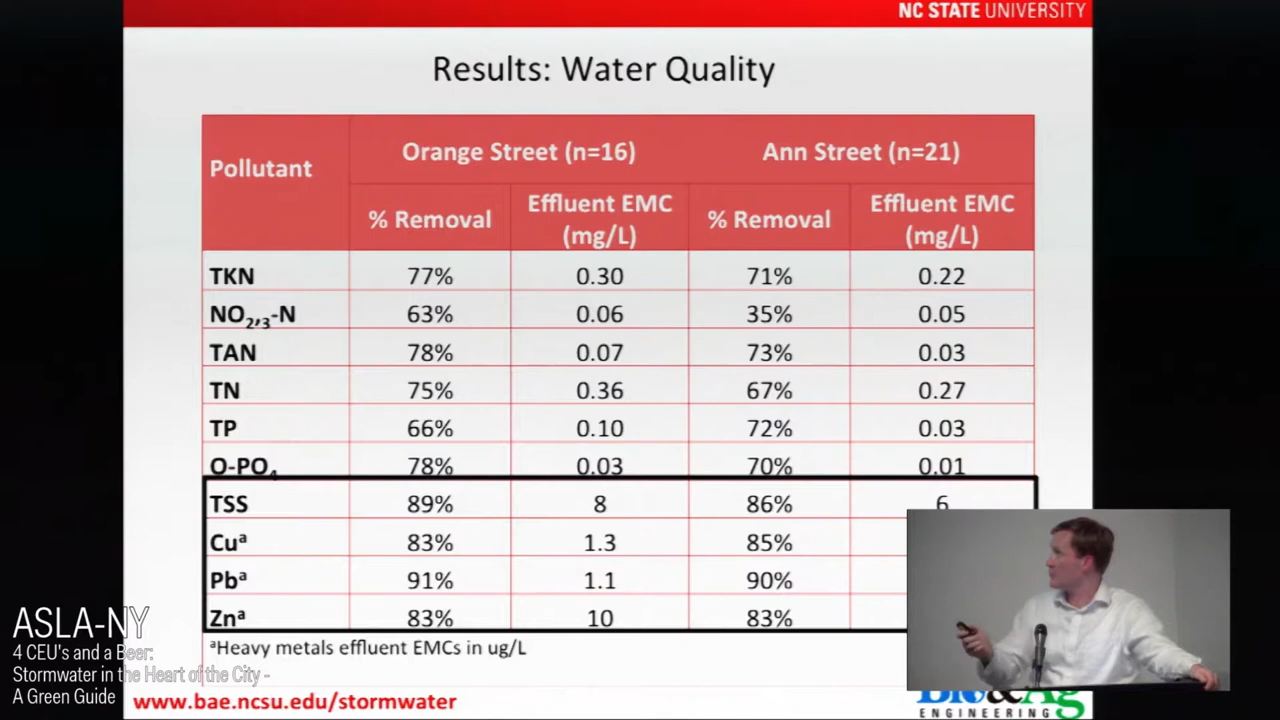 NC STATE UNIVERSITY
Results: Water Quality
Pollutant
Orange Street (n=16)
Ann Street (n=21)
% Removal
Effluent EMC
(mg/L)
% Removal
Effluent EMC
(mg/L)
TKN 77% 0.30 71% 0.22
NO2,3-N 63% 0.06 35% 0.05
TAN 78% 0.07 73% 0.03
TN 75% 0.36 67% 0.27
TP 66% 0.10 72% 0.03
O-PO4 78% 0.03 70% 0.01
TSS 89% 8 86% 6
Cuª 83% 1.3 85%
Pbª 91% 1.1 90%
Znª 83% 10 83%
ªHeavy metals effluent EMCs in ug/L
ASLA-NY
4 CEU's and a Beer:
Stormwater in the Heart of the City -
A Green Guide
www.bae.ncsu.edu/stormwater
ENGINEERING